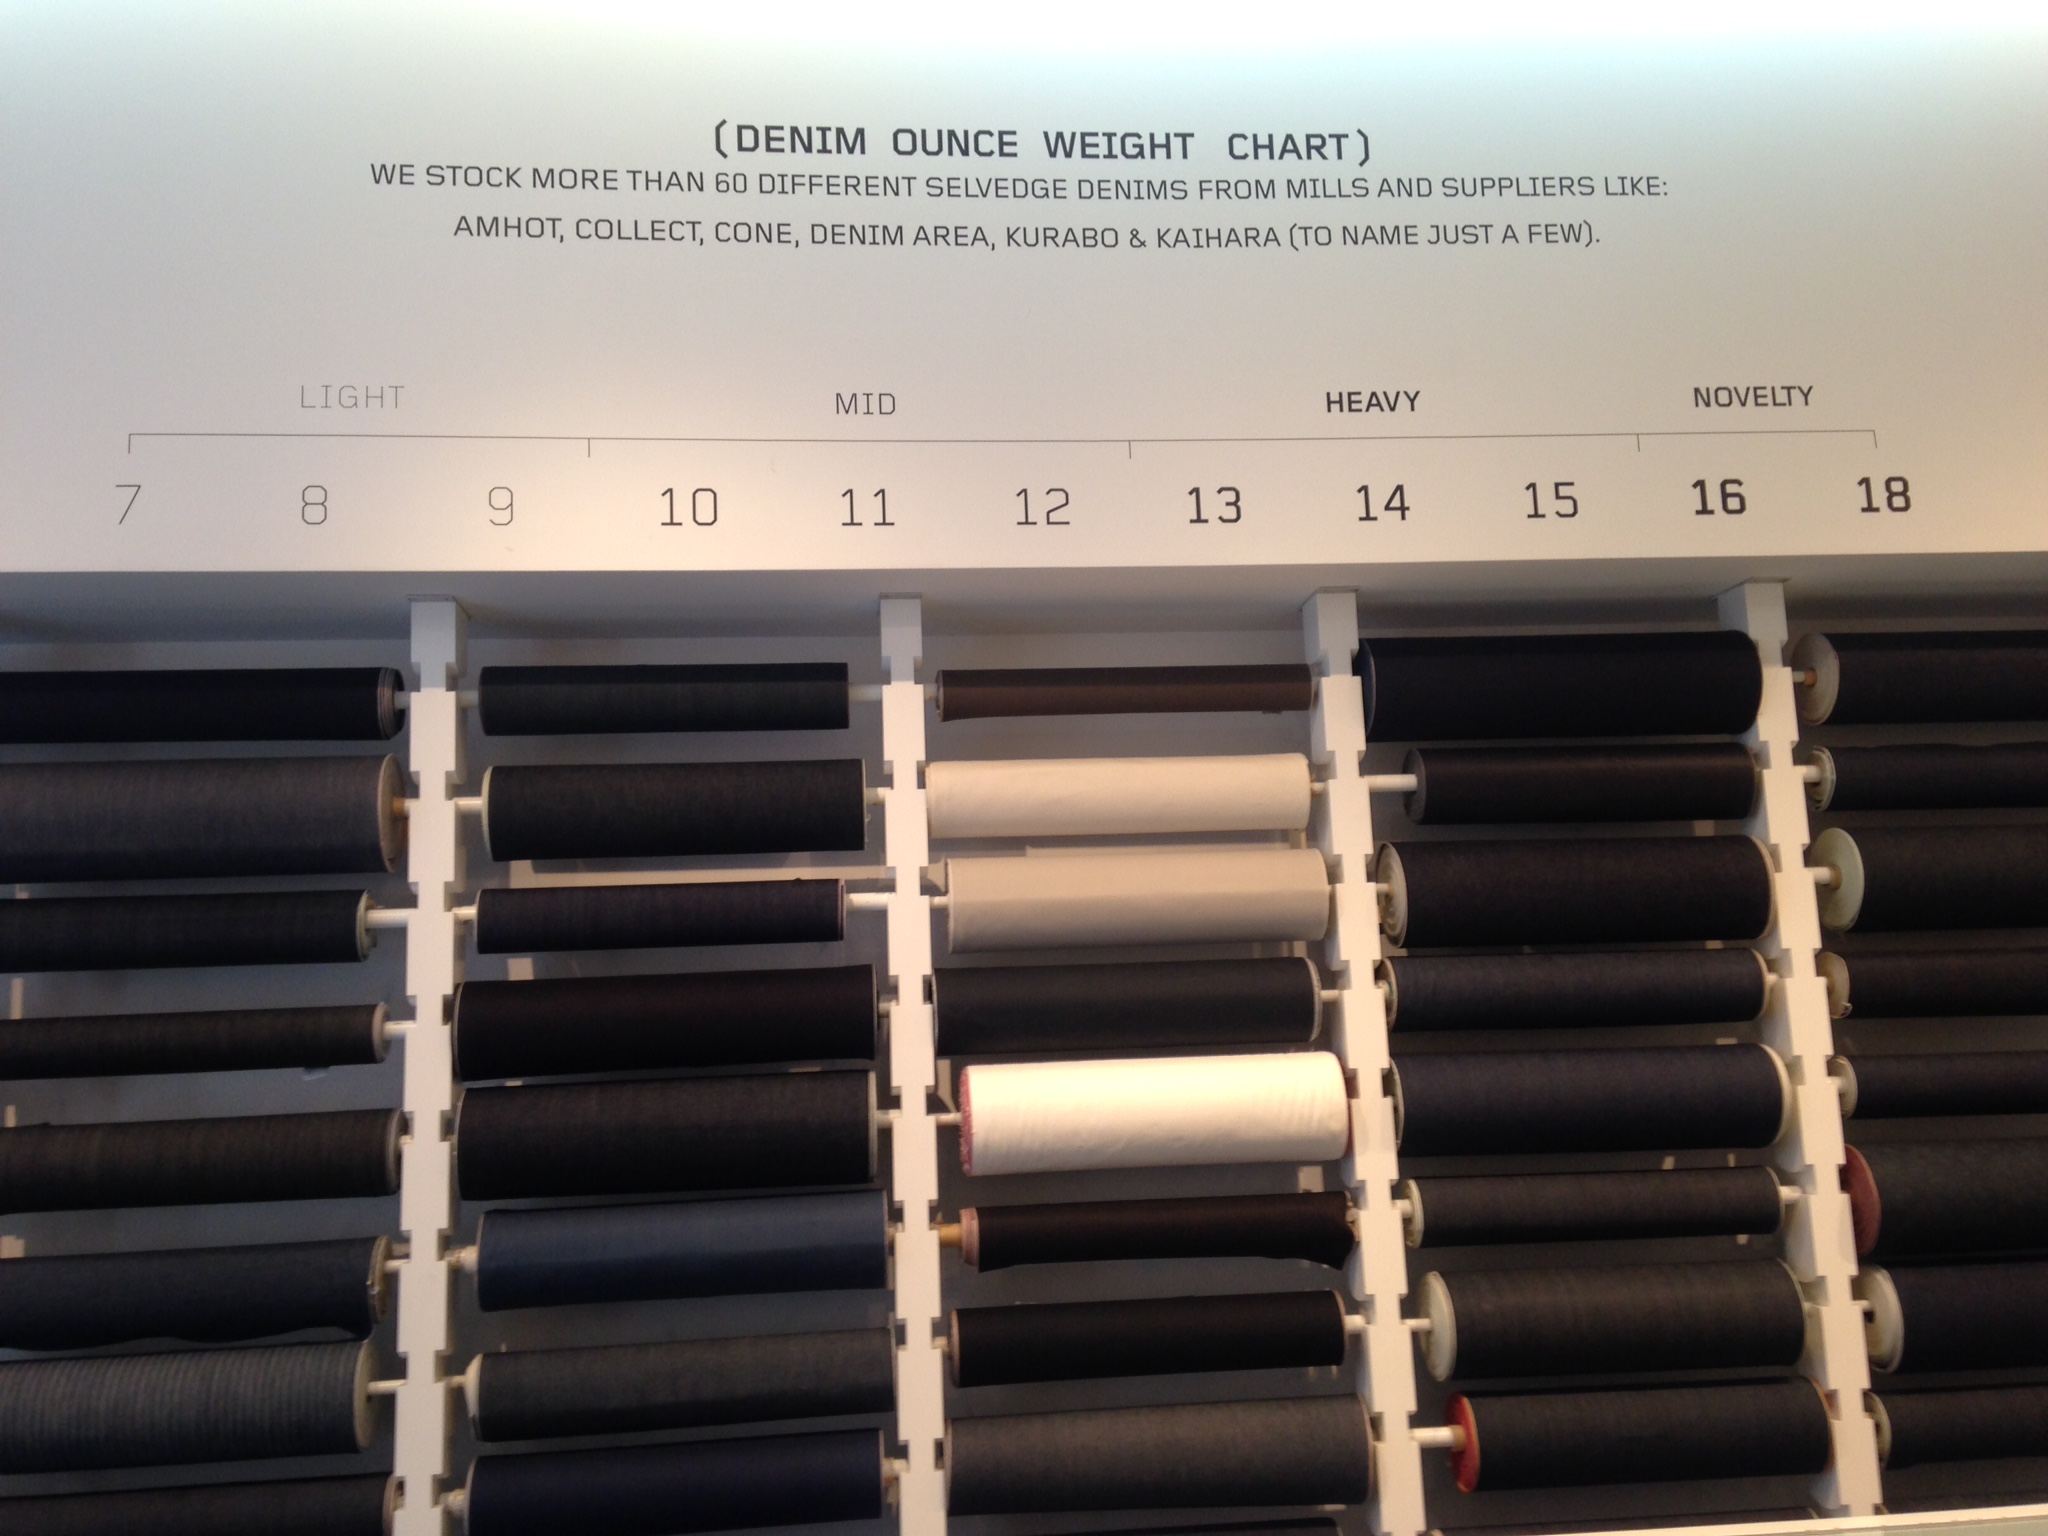 (DENIM OUNCE WEIGHT CHART)
WE STOCK MORE THAN 60 DIFFERENT SELVEDGE DENIMS FROM MILLS AND SUPPLIERS LIKE:
AMHOT, COLLECT, CONE, DENIM AREA, KURABO & KAIHARA (TO NAME JUST A FEW).
LIGHT MID HEAVY NOVELTY
7 8 9 10 11 12 13 14 15 16 18